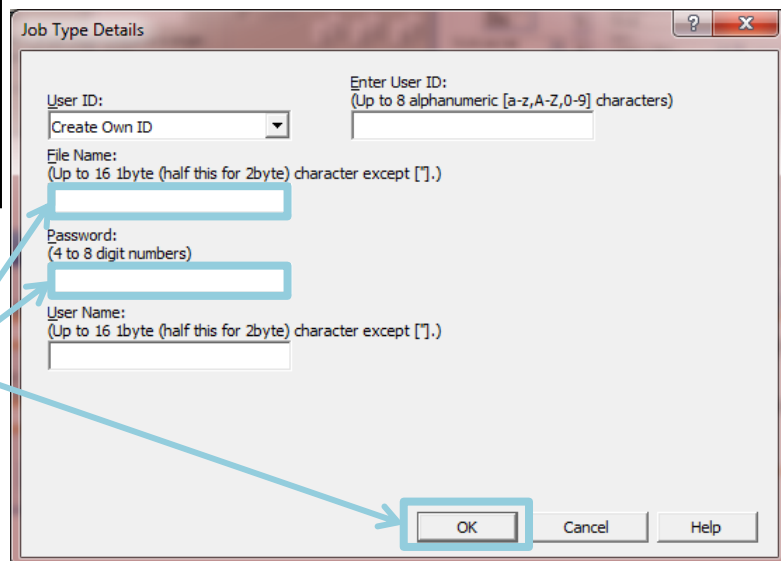 Job Type Details
?
X
User ID:
Create Own ID
Enter User ID:
(Up to 8 alphanumeric [a-z,A-Z,0-9] characters)
File Name:
(Up to 16 1byte (half this for 2byte) character except ["].)
Password:
(4 to 8 digit numbers)
User Name:
(Up to 16 1byte (half this for 2byte) character except ["].)
OK
Cancel
Help